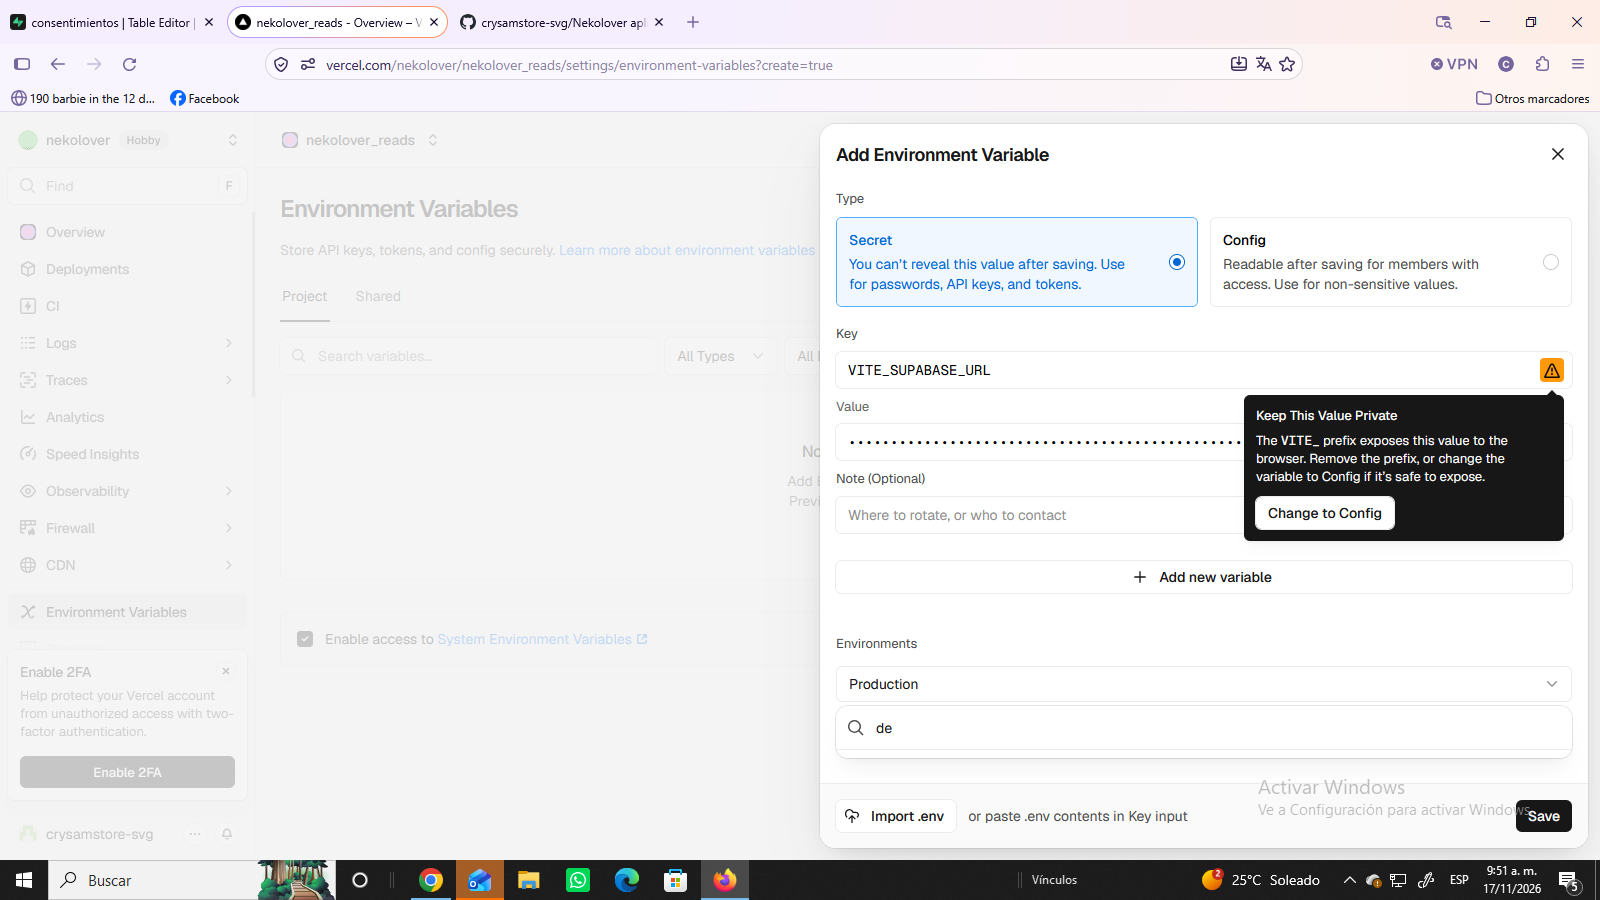 consentimientos | Table Editor |
nekolover_reads - Overview – V
crysamstore-svg/Nekolover apl
vercel.com/nekolover/nekolover_reads/settings/environment-variables?create=true
VPN
C
190 barbie in the 12 d...
Facebook
Otros marcadores
nekolover
Hobby
Find
F
Overview
Deployments
CI
Logs
Traces
Analytics
Speed Insights
Observability
Firewall
CDN
Environment Variables
Enable 2FA
Help protect your Vercel account
from unauthorized access with two-
factor authentication.
Enable 2FA
crysamstore-svg
nekolover_reads
Environment Variables
Store API keys, tokens, and config securely. Learn more about environment variables
Project
Shared
Search variables...
All Types
All
No
Add E
Previ
Enable access to System Environment Variables
Add Environment Variable
Type
Secret
You can't reveal this value after saving. Use
for passwords, API keys, and tokens.
Config
Readable after saving for members with
access. Use for non-sensitive values.
Key
VITE_SUPABASE_URL
Value
Keep This Value Private
The VITE_ prefix exposes this value to the
browser. Remove the prefix, or change the
variable to Config if it's safe to expose.
Change to Config
Note (Optional)
Where to rotate, or who to contact
Add new variable
Environments
Production
de
Import .env
or paste .env contents in Key input
Save
Activar Windows
Ve a Configuración para activar Windows.
Buscar
Vínculos
2
25°C Soleado
ESP
9:51 a. m.
17/11/2026
5